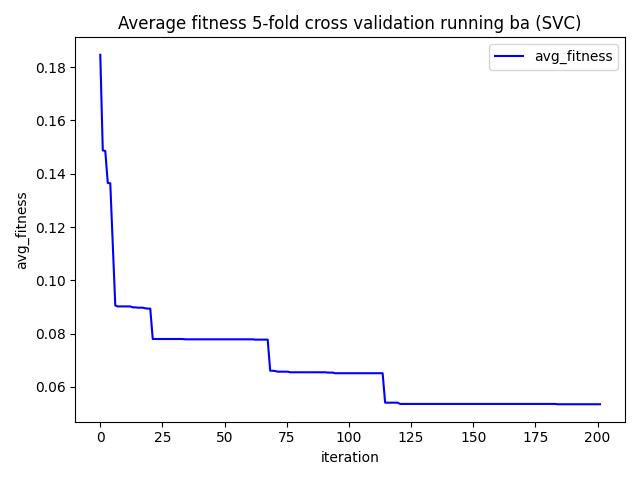 Average fitness 5-fold cross validation running ba (SVC)
avg_fitness
avg_fitness
0.18
0.16
0.14
0.12
0.10
0.08
0.06
0 25 50 75 100 125 150 175 200
iteration